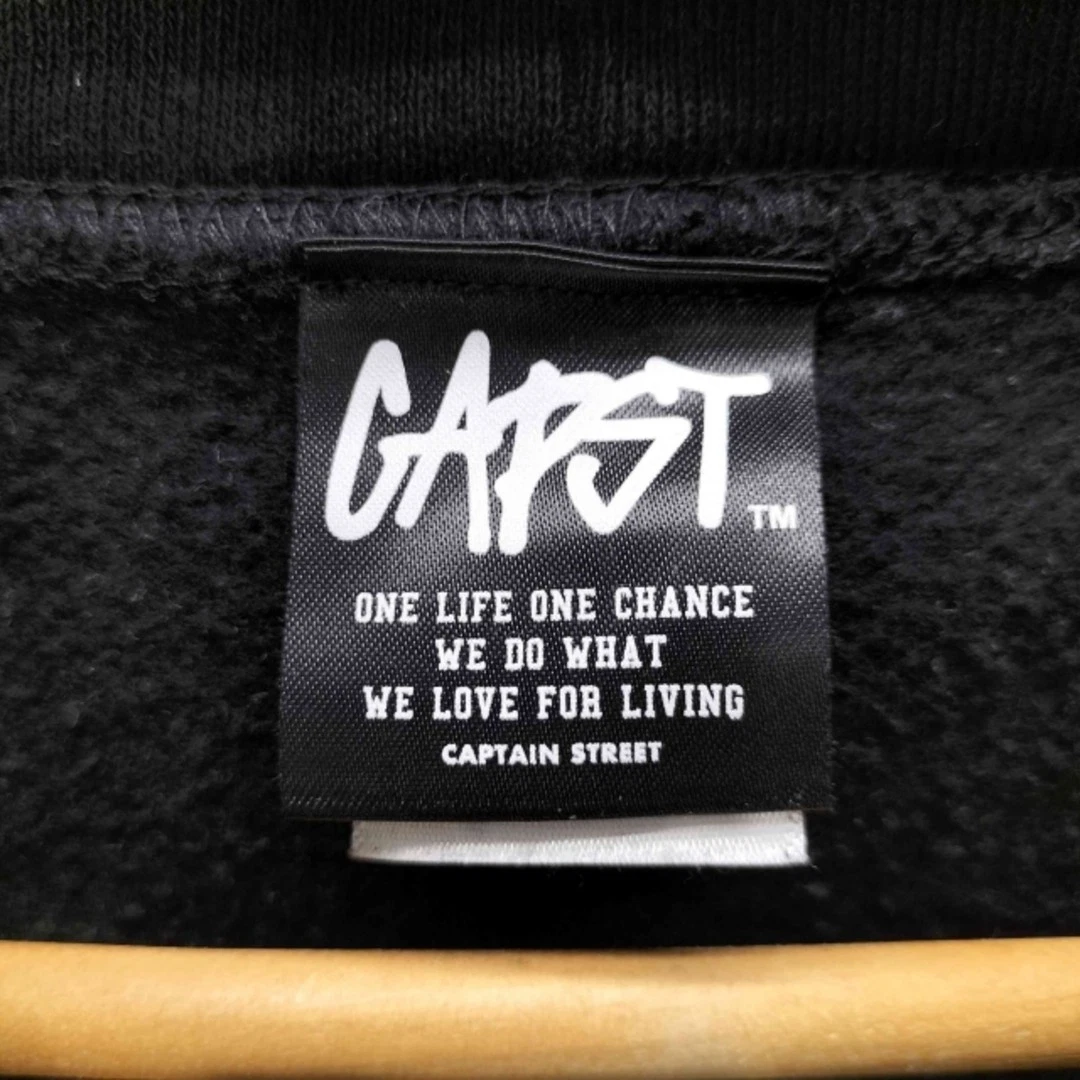 CAPST™
ONE LIFE ONE CHANCE
WE DO WHAT
WE LOVE FOR LIVING
CAPTAIN STREET